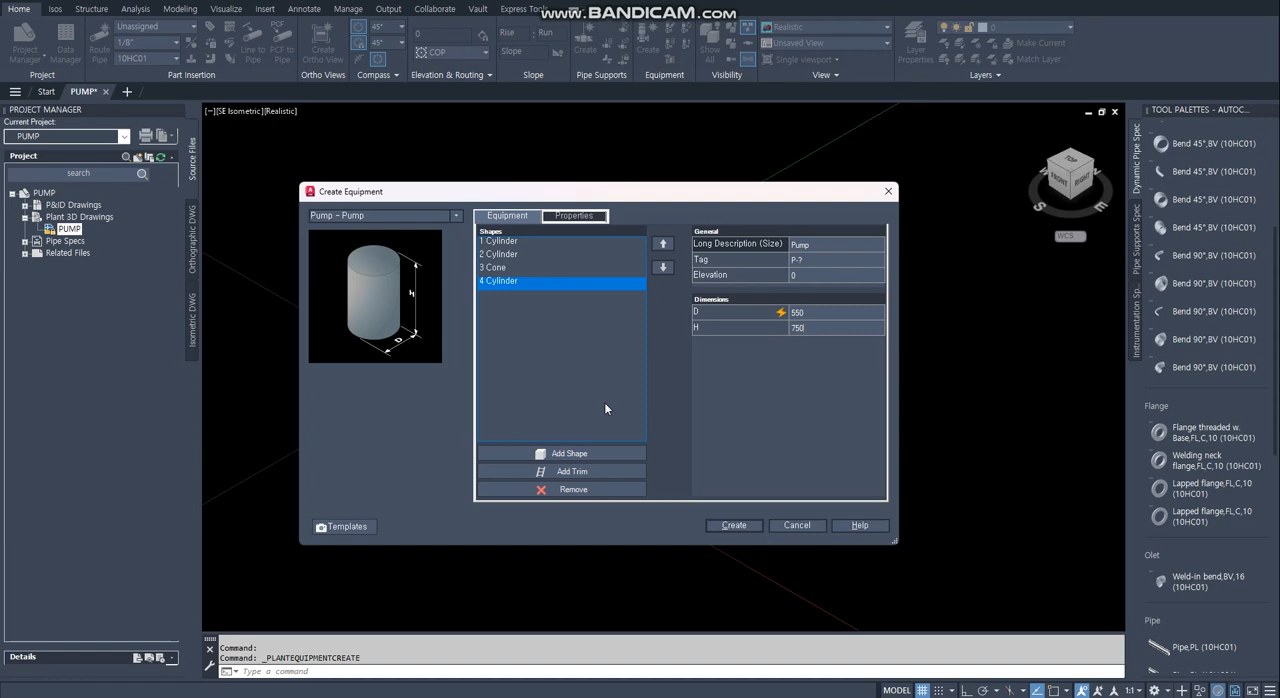 www.BANDICAM.com
Home Isos Structure Analysis Modeling Visualize Insert Annotate Manage Output Collaborate Vault Express Tools
Project Manager
Data Manager
Route Pipe
Unassigned
1/8"
10HC01
Line to Pipe
PCF to Pipe
Create Ortho View
45°
45°
0
COP
Rise : Run
Slope
Create
Create
Show All
Realistic
Unsaved View
Single viewport
Layer Properties
0
Make Current
Match Layer
Project Part Insertion Ortho Views Compass Elevation & Routing Slope Pipe Supports Equipment Visibility View Layers
Start PUMP*
PROJECT MANAGER
Current Project:
PUMP
Project
search
PUMP
P&ID Drawings
Plant 3D Drawings
PUMP
Pipe Specs
Related Files
Details
Source Files
Orthographic DWG
Isometric DWG
[−][SE Isometric][Realistic]
TOP
FRONT
RIGHT
S
E
WCS
Create Equipment
Pump - Pump
H
D
Templates
Equipment Properties
Shapes
1 Cylinder
2 Cylinder
3 Cone
4 Cylinder
Add Shape
Add Trim
Remove
General
Long Description (Size) Pump
Tag P-?
Elevation 0
Dimensions
D 550
H 750
Create Cancel Help
Command:
Command: _PLANTEQUIPMENTCREATE
Type a command
MODEL 1:1
TOOL PALETTES - AUTOC...
Dynamic Pipe Spec
Pipe Supports Spec
Instrumentation Sp...
Bend 45°,BV (10HC01)
Bend 45°,BV (10HC01)
Bend 45°,BV (10HC01)
Bend 45°,BV (10HC01)
Bend 90°,BV (10HC01)
Bend 90°,BV (10HC01)
Bend 90°,BV (10HC01)
Bend 90°,BV (10HC01)
Bend 90°,BV (10HC01)
Flange
Flange threaded w.
Base,FL,C,10 (10HC01)
Welding neck
flange,FL,C,10 (10HC01)
Lapped flange,FL,C,10
(10HC01)
Lapped flange,FL,C,10
(10HC01)
Olet
Weld-in bend,BV,16
(10HC01)
Pipe
Pipe,PL (10HC01)